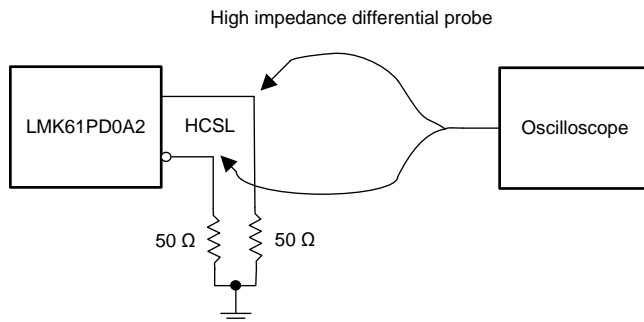 High impedance differential probe
LMK61PD0A2
HCSL
Oscilloscope
50 Ω
50 Ω